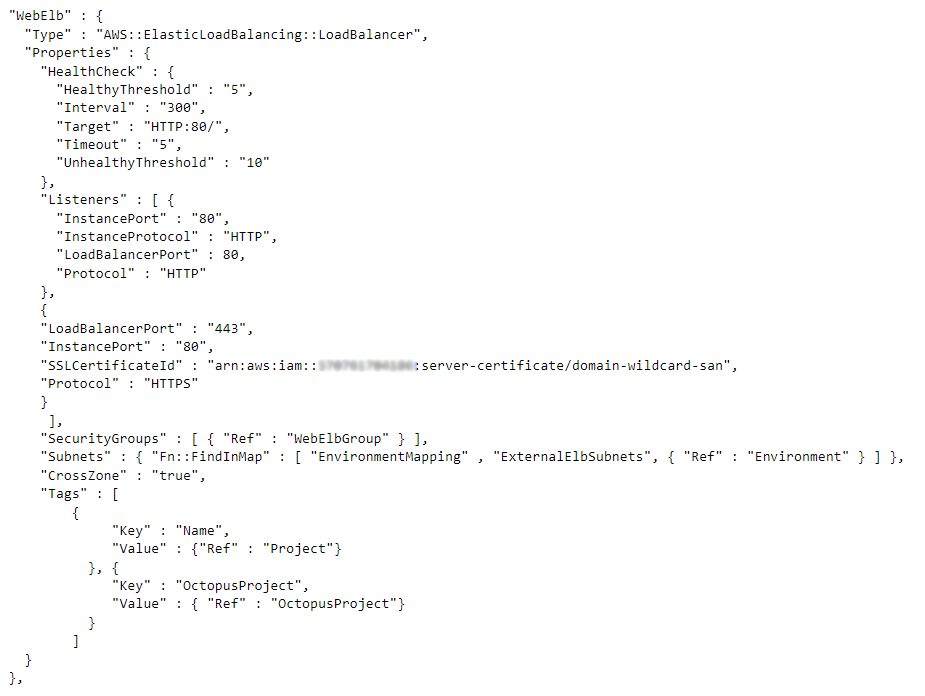 "WebElb" : {
"Type" : "AWS::ElasticLoadBalancing::LoadBalancer",
"Properties" : {
"HealthCheck" : {
"HealthyThreshold" : "5",
"Interval" : "300",
"Target" : "HTTP:80/",
"Timeout" : "5",
"UnhealthyThreshold" : "10"
},
"Listeners" : [ {
"InstancePort" : "80",
"InstanceProtocol" : "HTTP",
"LoadBalancerPort" : 80,
"Protocol" : "HTTP"
},
{
"LoadBalancerPort" : "443",
"InstancePort" : "80",
"SSLCertificateId" : "arn:aws:iam:::server-certificate/domain-wildcard-san",
"Protocol" : "HTTPS"
}
],
"SecurityGroups" : [ { "Ref" : "WebElbGroup" } ],
"Subnets" : { "Fn::FindInMap" : [ "EnvironmentMapping" , "ExternalElbSubnets", { "Ref" : "Environment" } ] },
"CrossZone" : "true",
"Tags" : [
{
"Key" : "Name",
"Value" : {"Ref" : "Project"}
}, {
"Key" : "OctopusProject",
"Value" : { "Ref" : "OctopusProject"}
}
]
}
},